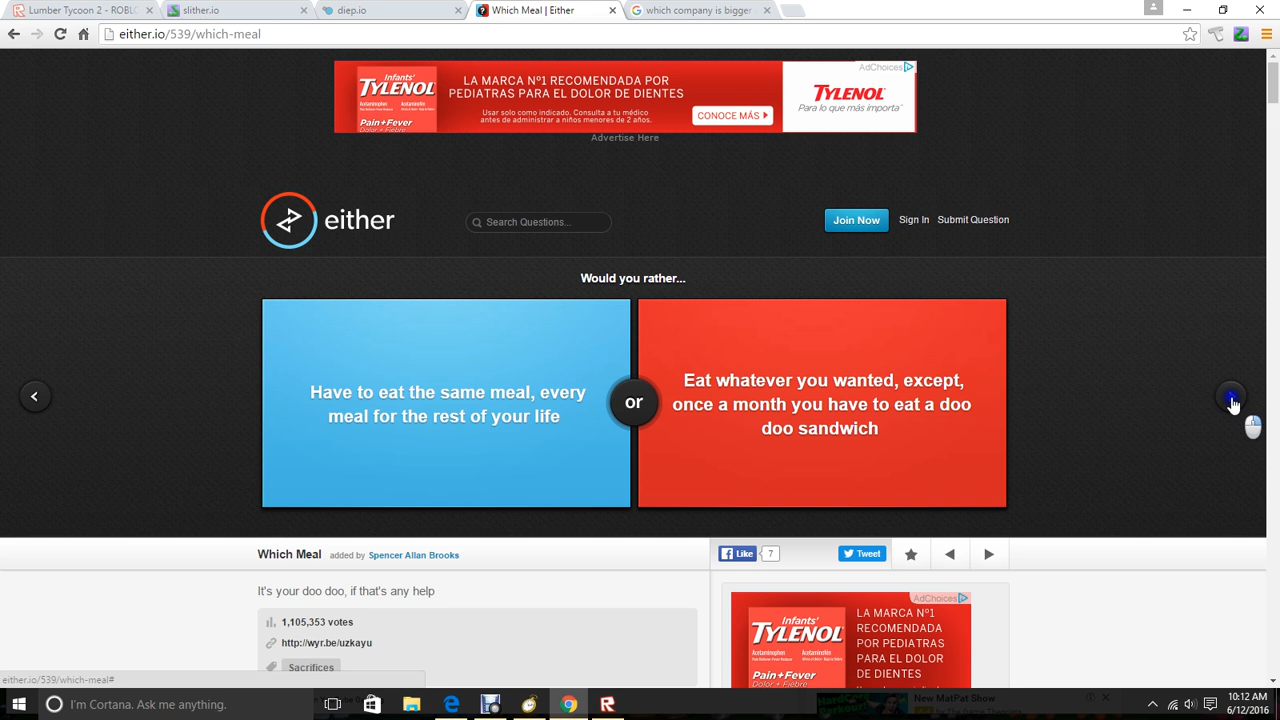 Lumber Tycoon 2 - ROBLO
slither.io
diep.io
Which Meal | Either
which company is bigger
either.io/539/which-meal
Infants'
TYLENOL
Acetaminophen
Pain+Fever
Dolor + Fiebre
LA MARCA Nº1 RECOMENDADA POR
PEDIATRAS PARA EL DOLOR DE DIENTES
Usar solo como indicado. Consulta a tu médico
antes de administrar a niños menores de 2 años.
CONOCE MÁS
AdChoices
TYLENOL
Para lo que más importa
Advertise Here
either
Search Questions...
Join Now
Sign In
Submit Question
Would you rather...
Have to eat the same meal, every
meal for the rest of your life
or
Eat whatever you wanted, except,
once a month you have to eat a doo
doo sandwich
Which Meal added by Spencer Allan Brooks
Like
7
Tweet
It's your doo doo, if that's any help
1,105,353 votes
http://wyr.be/uzkayu
Sacrifices
AdChoices
Infants'
TYLENOL
Acetaminophen
Pain+Fever
LA MARCA Nº1
RECOMENDADA
POR PEDIATRAS
PARA EL DOLOR
DE DIENTES
either.io/539/which-meal#
I'm Cortana. Ask me anything.
New MatPat Show
10:12 AM
6/12/2016